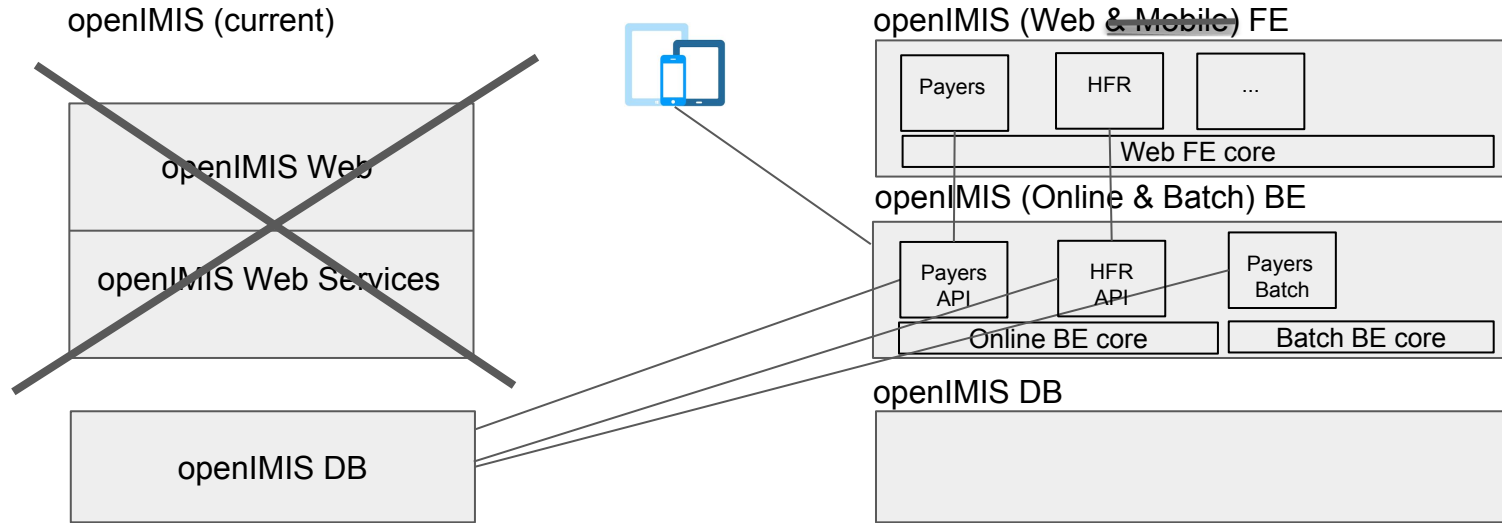 openIMIS (current)
openIMIS Web
openIMIS Web Services
openIMIS DB
openIMIS (Web & Mobile) FE
Payers
HFR
...
Web FE core
openIMIS (Online & Batch) BE
Payers
API
HFR
API
Payers
Batch
Online BE core
Batch BE core
openIMIS DB